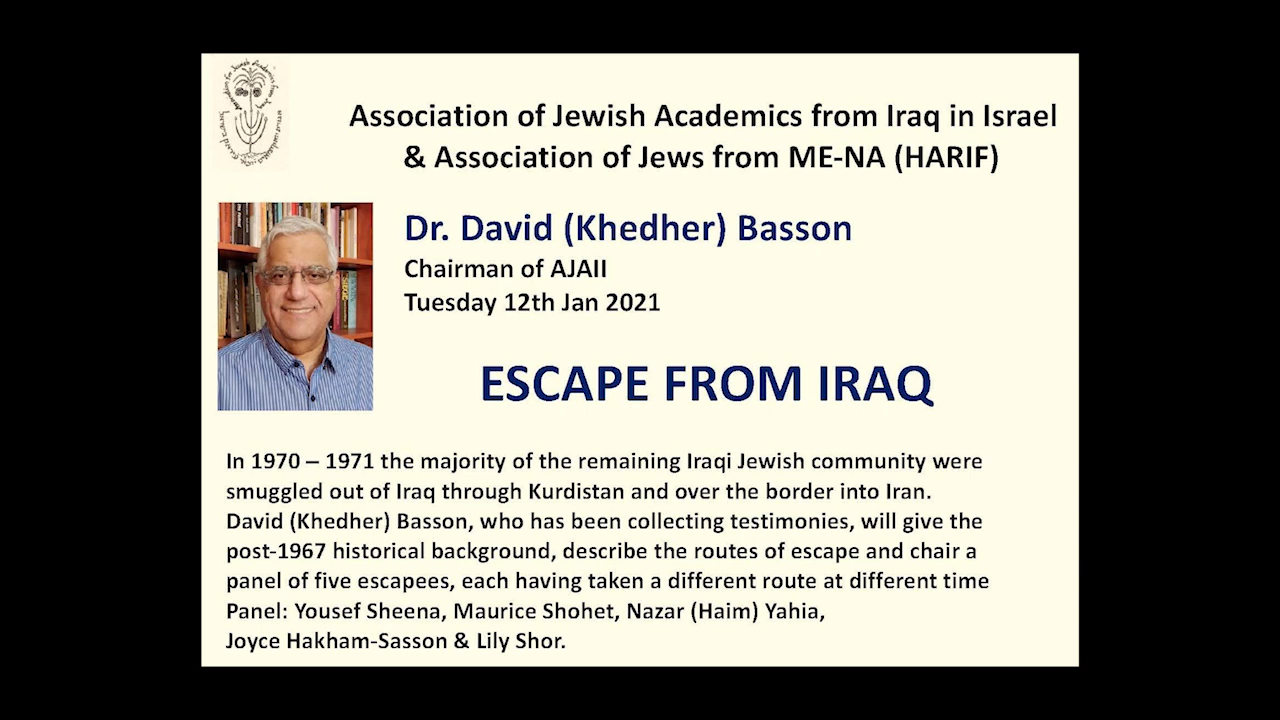 Association of Jewish Academics from Iraq in Israel
& Association of Jews from ME-NA (HARIF)
Dr. David (Khedher) Basson
Chairman of AJAII
Tuesday 12th Jan 2021
ESCAPE FROM IRAQ
In 1970 – 1971 the majority of the remaining Iraqi Jewish community were
smuggled out of Iraq through Kurdistan and over the border into Iran.
David (Khedher) Basson, who has been collecting testimonies, will give the
post-1967 historical background, describe the routes of escape and chair a
panel of five escapees, each having taken a different route at different time
Panel: Yousef Sheena, Maurice Shohet, Nazar (Haim) Yahia,
Joyce Hakham-Sasson & Lily Shor.